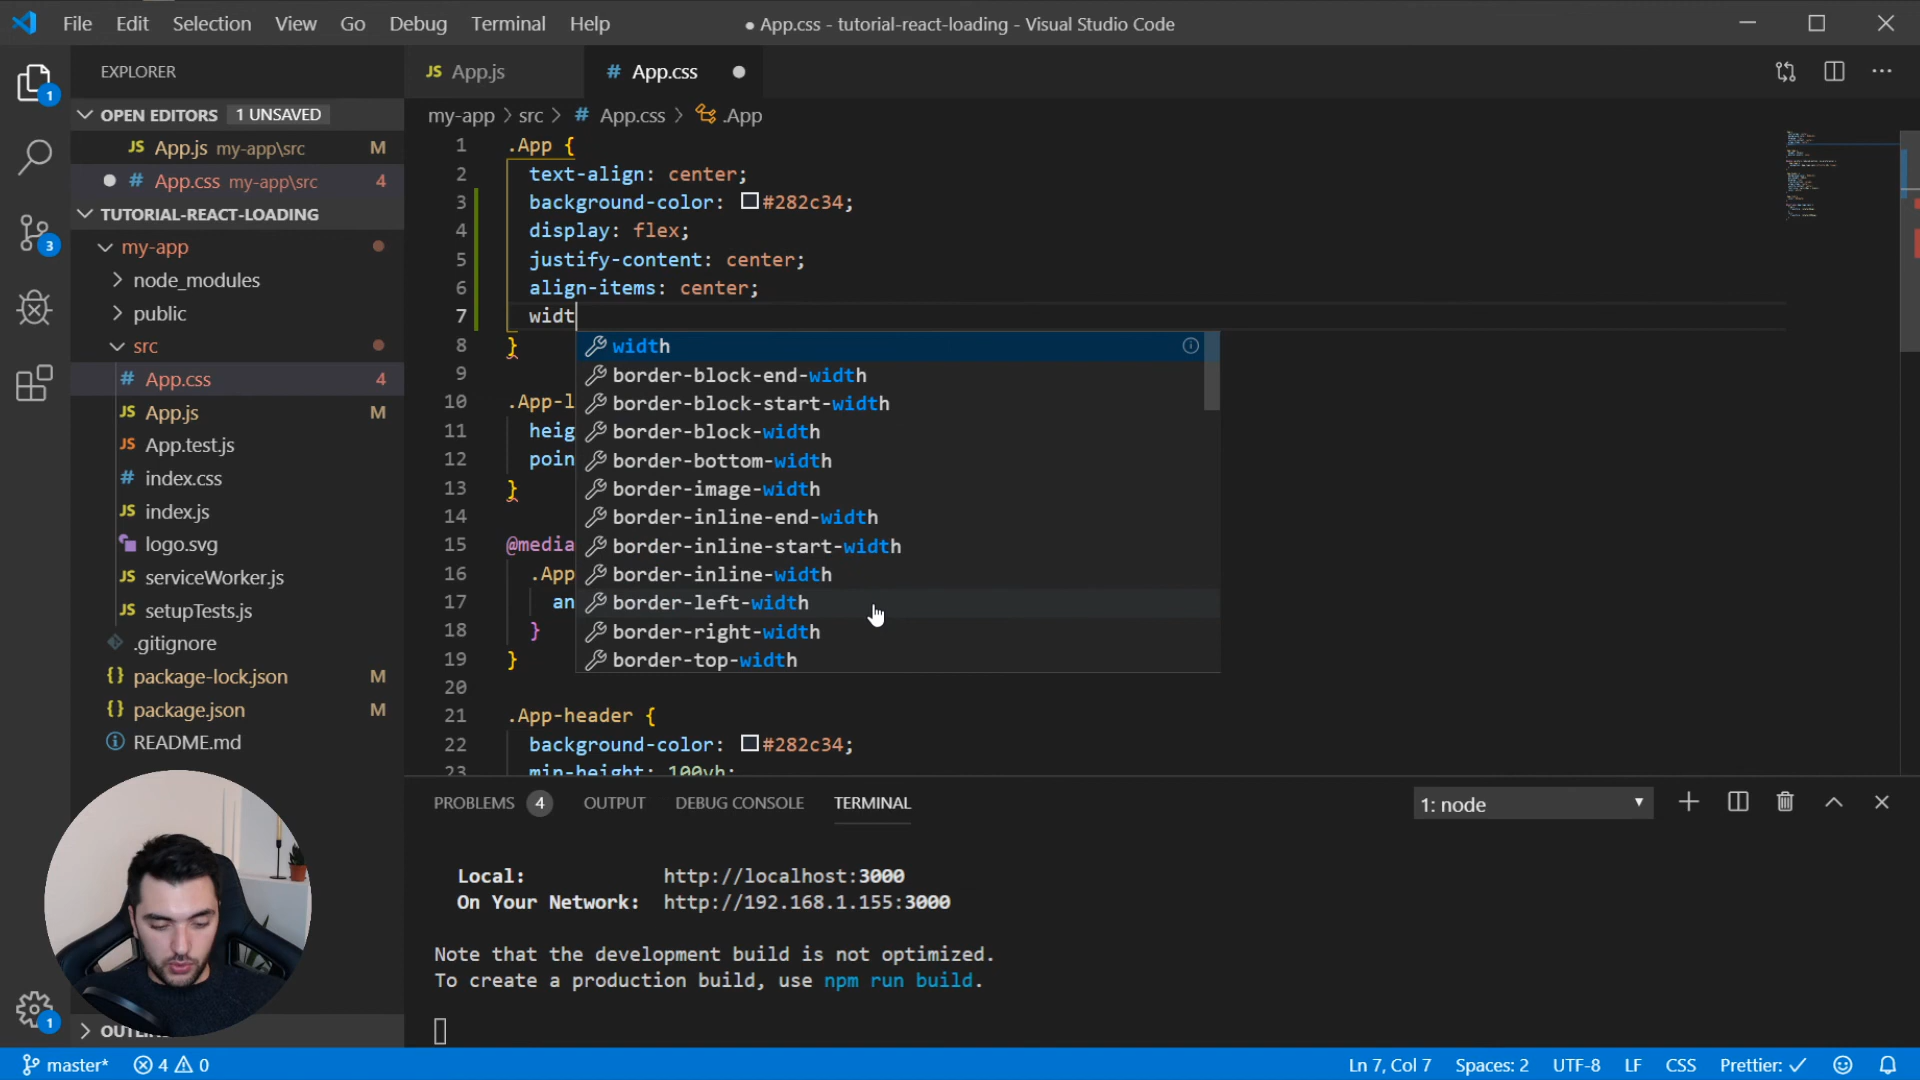 File Edit Selection View Go Debug Terminal Help
● App.css - tutorial-react-loading - Visual Studio Code
EXPLORER
OPEN EDITORS 1 UNSAVED
JS App.js my-app\src M
# App.css my-app\src 4
TUTORIAL-REACT-LOADING
my-app
node_modules
public
src
# App.css 4
JS App.js M
JS App.test.js
# index.css
JS index.js
logo.svg
JS serviceWorker.js
JS setupTests.js
.gitignore
{} package-lock.json M
{} package.json M
README.md
OUTLIN
1
3
1
JS App.js
# App.css
my-app > src > # App.css > .App
1 .App {
2 text-align: center;
3 background-color: #282c34;
4 display: flex;
5 justify-content: center;
6 align-items: center;
7 widt
8 }
9
10 .App-l
11 heig
12 poin
13 }
14
15 @media
16 .App
17 an
18 }
19 }
20
21 .App-header {
22 background-color: #282c34;
23 min-height: 100vh;
width
border-block-end-width
border-block-start-width
border-block-width
border-bottom-width
border-image-width
border-inline-end-width
border-inline-start-width
border-inline-width
border-left-width
border-right-width
border-top-width
PROBLEMS 4 OUTPUT DEBUG CONSOLE TERMINAL 1: node
Local: http://localhost:3000
On Your Network: http://192.168.1.155:3000
Note that the development build is not optimized.
To create a production build, use npm run build.
master* 4 0 Ln 7, Col 7 Spaces: 2 UTF-8 LF CSS Prettier: ✓